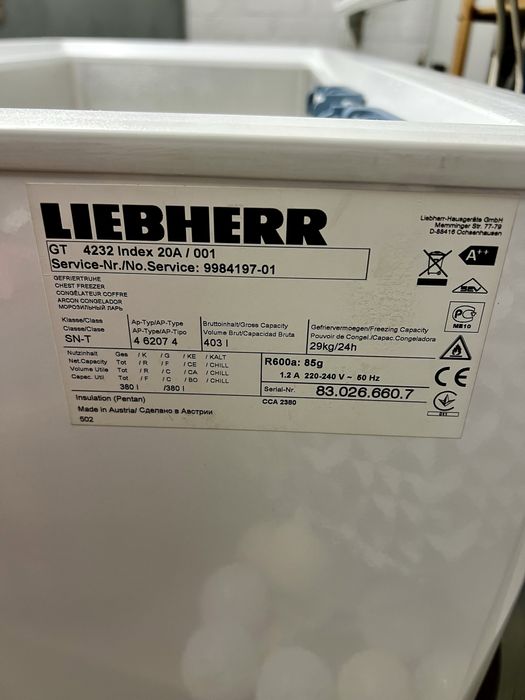 LIEBHERR
Liebherr-Hausgeräte GmbH
Memminger Str. 77-79
D-88416 Ochsenhausen
GT 4232 Index 20A / 001
Service-Nr./No.Service: 9984197-01
A++
GEFRIERTRUHE
CHEST FREEZER
CONGÉLATEUR COFFRE
ARCON CONGELADOR
МОРОЗИЛЬНЫЙ ЛАРЬ
Klasse/Class
Classe/Clase
SN-T
Ap-Typ/AP-Type
AP-Type/AP-Tipo
4 6207 4
Bruttoinhalt/Gross Capacity
Volume Brut/Capacidad Bruta
403 l
Gefriervermoegen/Freezing Capacity
Pouvoir de Congel./Capac.Congeladora
29kg/24h
ME10
Nutzinhalt Ges / K / G / KE / KALT
Net.Capacity Tot / R / F / CE / CHILL
Volume Utile Tot / R / C / CA / CHILL
Capac. Util Tot / F / C / BO / CHILL
380 l /380 l
R600a: 85g
1.2 A 220-240 V ~ 50 Hz
Serial-Nr. 83.026.660.7
CE
Insulation (Pentan)
CCA 2380
Made in Austria/ Сделано в Австрии
502